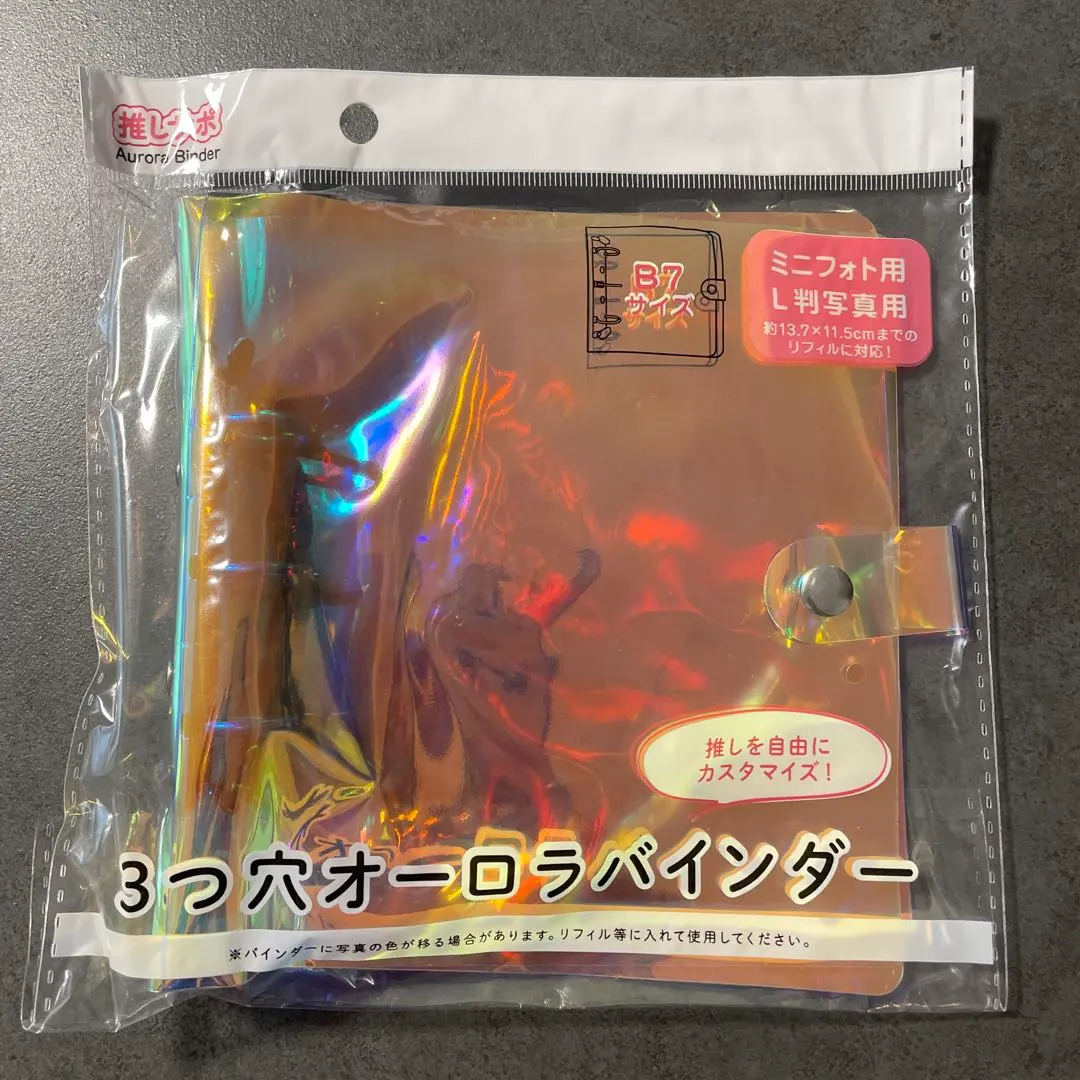 推しサポ
Aurora Binder
B7
サイズ
ミニフォト用
L判写真用
約13.7×11.5cmまでの
リフィルに対応!
推しを自由に
カスタマイズ!
3つ穴オーロラバインダー
※バインダーに写真の色が移る場合があります。リフィル等に入れて使用してください。